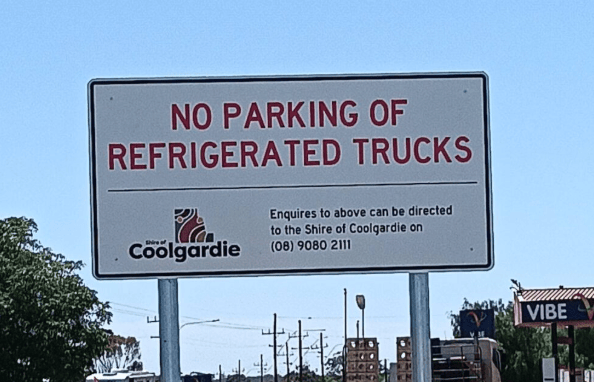 NO PARKING OF
REFRIGERATED TRUCKS
Shire of
Coolgardie
Enquires to above can be directed
to the Shire of Coolgardie on
(08) 9080 2111
VIBE
VIBE